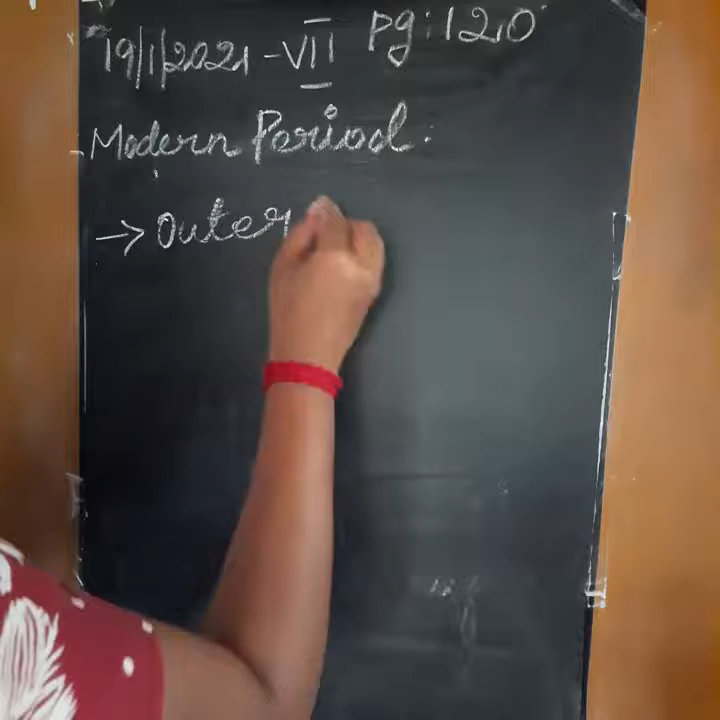 19/1/2021 - VII pg: 120
- Modern Period:
→ Outer